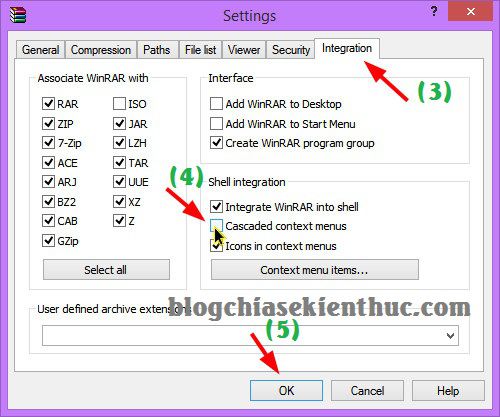 Settings
?
General Compression Paths File list Viewer Security Integration
(3)
Associate WinRAR with
RAR
ZIP
7-Zip
ACE
ARJ
BZ2
CAB
GZip
ISO
JAR
LZH
TAR
UUE
XZ
Z
Select all
Interface
Add WinRAR to Desktop
Add WinRAR to Start Menu
Create WinRAR program group
(4)
Shell integration
Integrate WinRAR into shell
Cascaded context menus
Icons in context menus
Context menu items...
blogchiasekienthuc.com
User defined archive extensions
(5)
OK Cancel Help